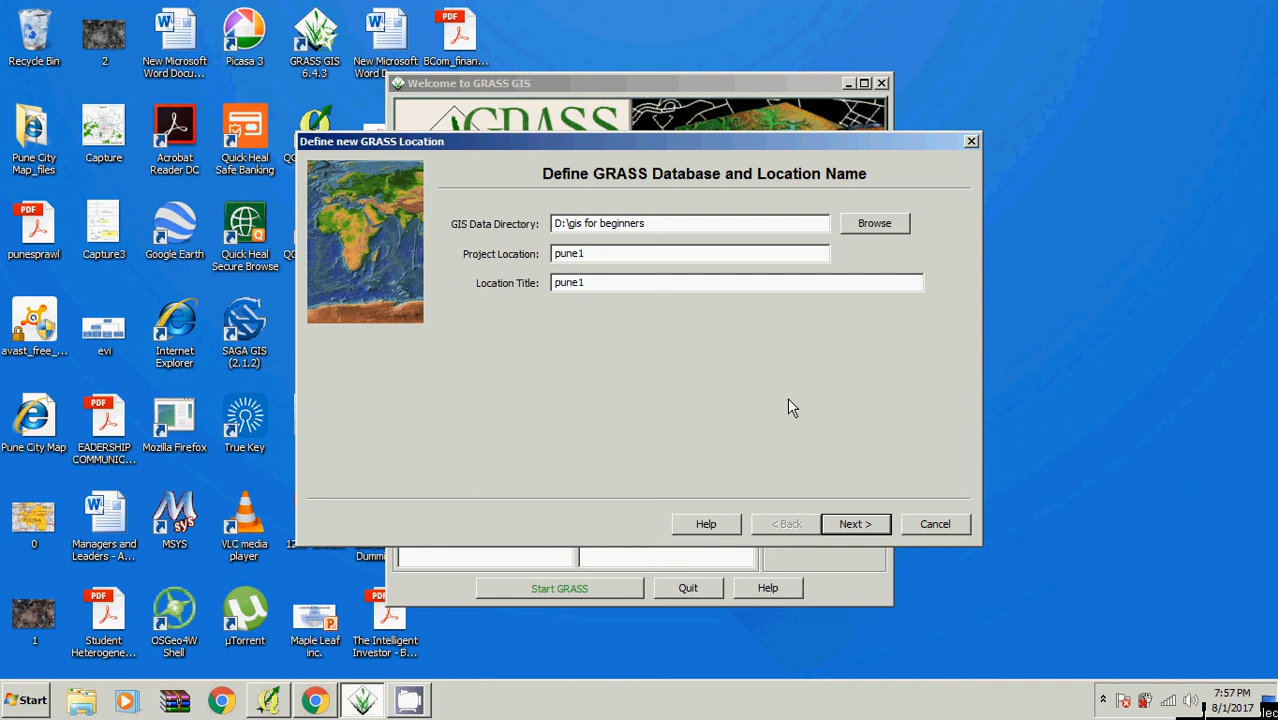 Recycle Bin
2
New Microsoft
Word Docu...
Picasa 3
GRASS GIS
6.4.3
New Microsoft
Word D
PDF
BCom_finan...
Welcome to GRASS GIS
GRASS
Define new GRASS Location
Define GRASS Database and Location Name
GIS Data Directory:
D:\gis for beginners
Browse
Project Location:
pune1
Location Title:
pune1
Help
< Back
Next >
Cancel
Start GRASS
Quit
Help
Pune City
Map_files
Capture
Acrobat
Reader DC
Quick Heal
Safe Banking
PDF
punesprawl
Capture3
Google Earth
Quick Heal
Secure Browse
avast_free_...
evi
Internet
Explorer
SAGA GIS
(2.1.2)
Pune City Map
PDF
EADERSHIP
COMMUNIC...
Mozilla Firefox
True Key
0
Managers and
Leaders - A...
Msys
MSYS
VLC media
player
12
Dummi
1
PDF
Student
Heterogene...
OSGeo4W
Shell
µTorrent
Maple Leaf
inc.
The Intelligent
Investor - B...
Start
7:57 PM
8/1/2017